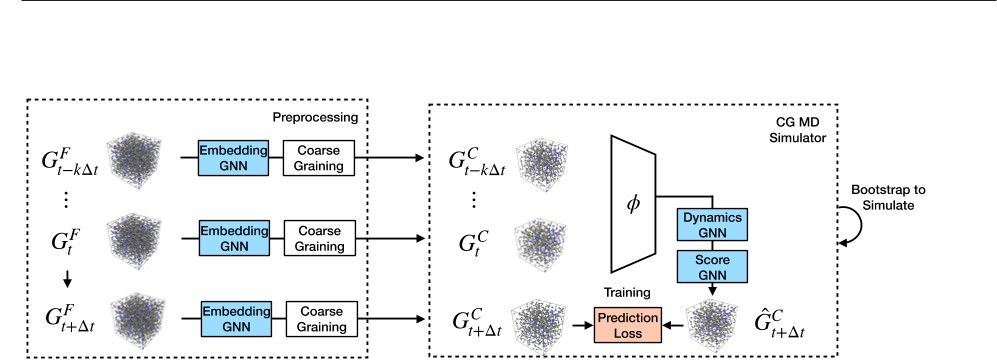 Preprocessing
G^F_{t−kΔt}
Embedding
GNN
Coarse
Graining
⋮
G^F_t
Embedding
GNN
Coarse
Graining
G^F_{t+Δt}
Embedding
GNN
Coarse
Graining
CG MD
Simulator
G^C_{t−kΔt}
⋮
G^C_t
ϕ
Dynamics
GNN
Score
GNN
Training
G^C_{t+Δt}
Prediction
Loss
Ĝ^C_{t+Δt}
Bootstrap to
Simulate